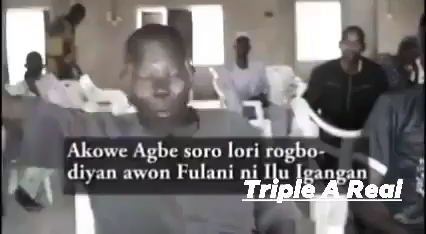 Akowe Agbe soro lori rogbo-
diyan awon Fulani ni Ilu Igangan
Triple A Real